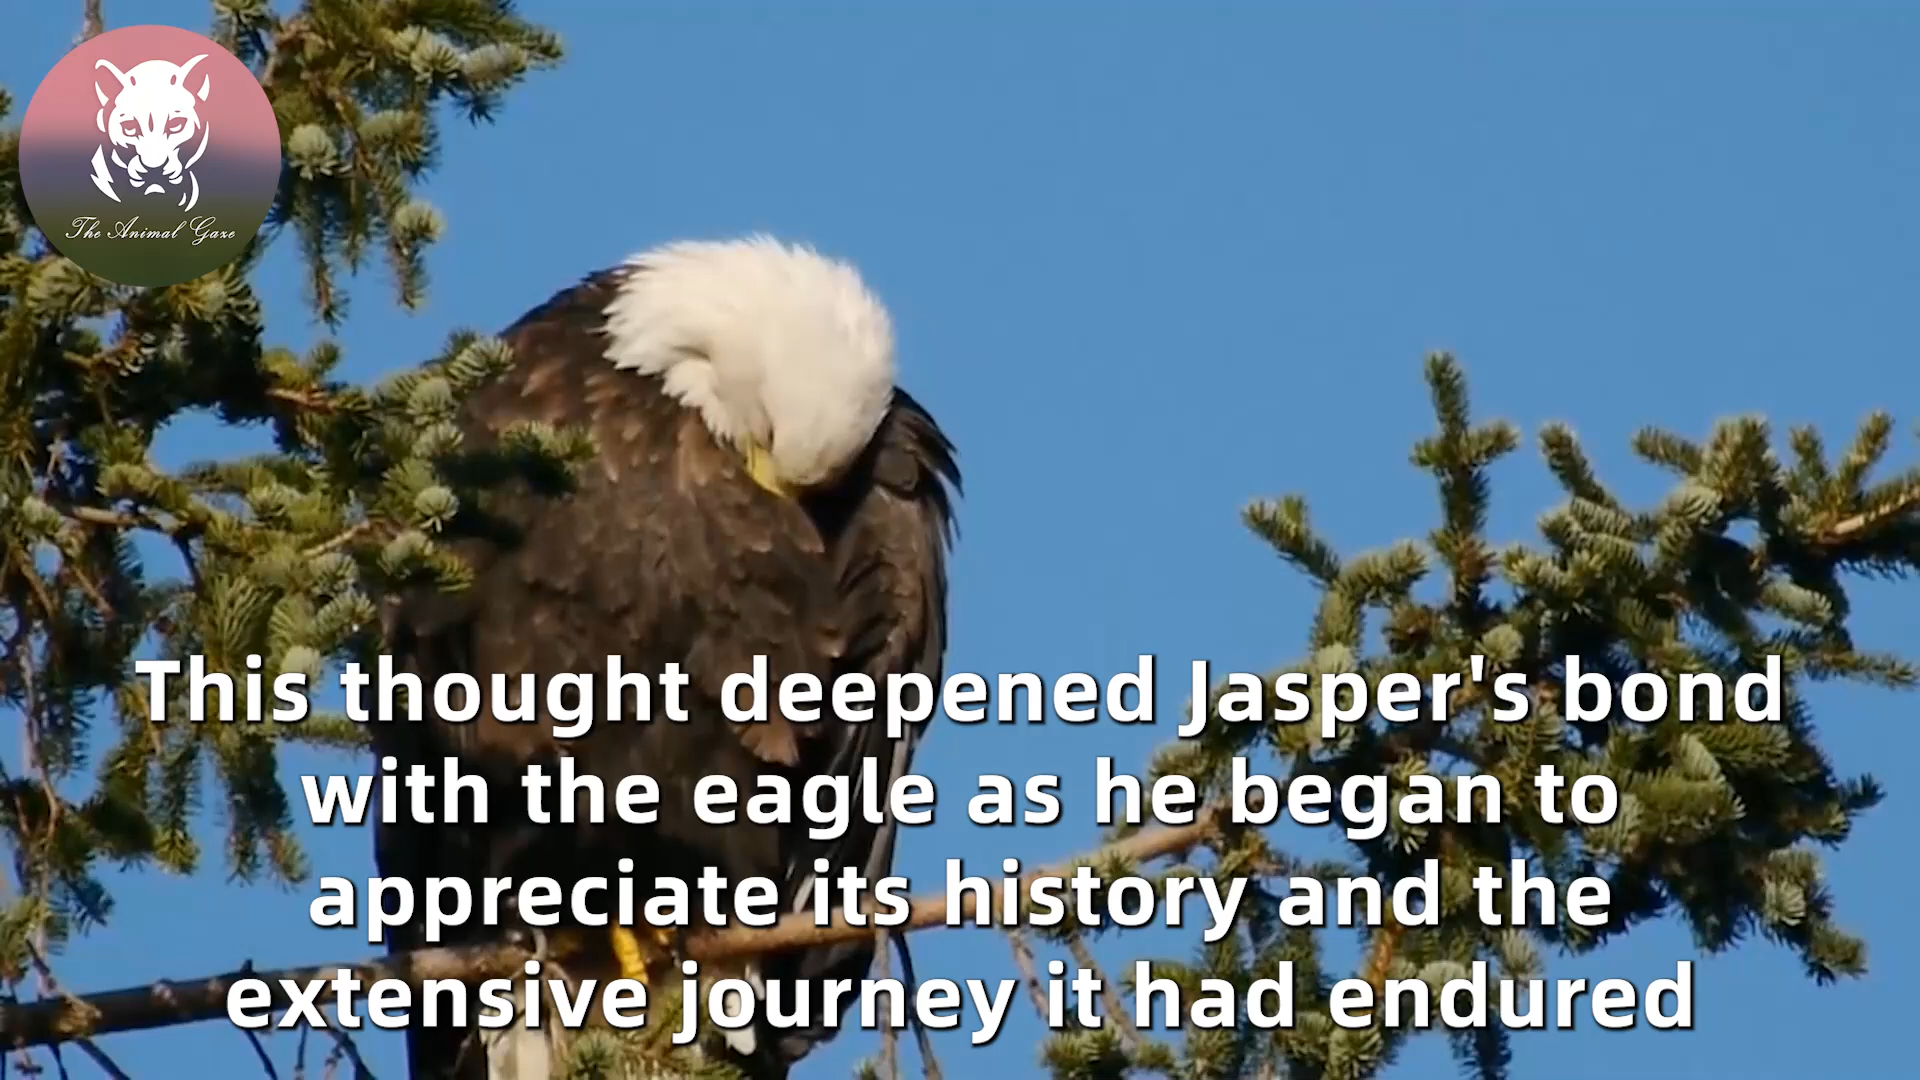 The Animal Gaze
This thought deepened Jasper's bond
with the eagle as he began to
appreciate its history and the
extensive journey it had endured